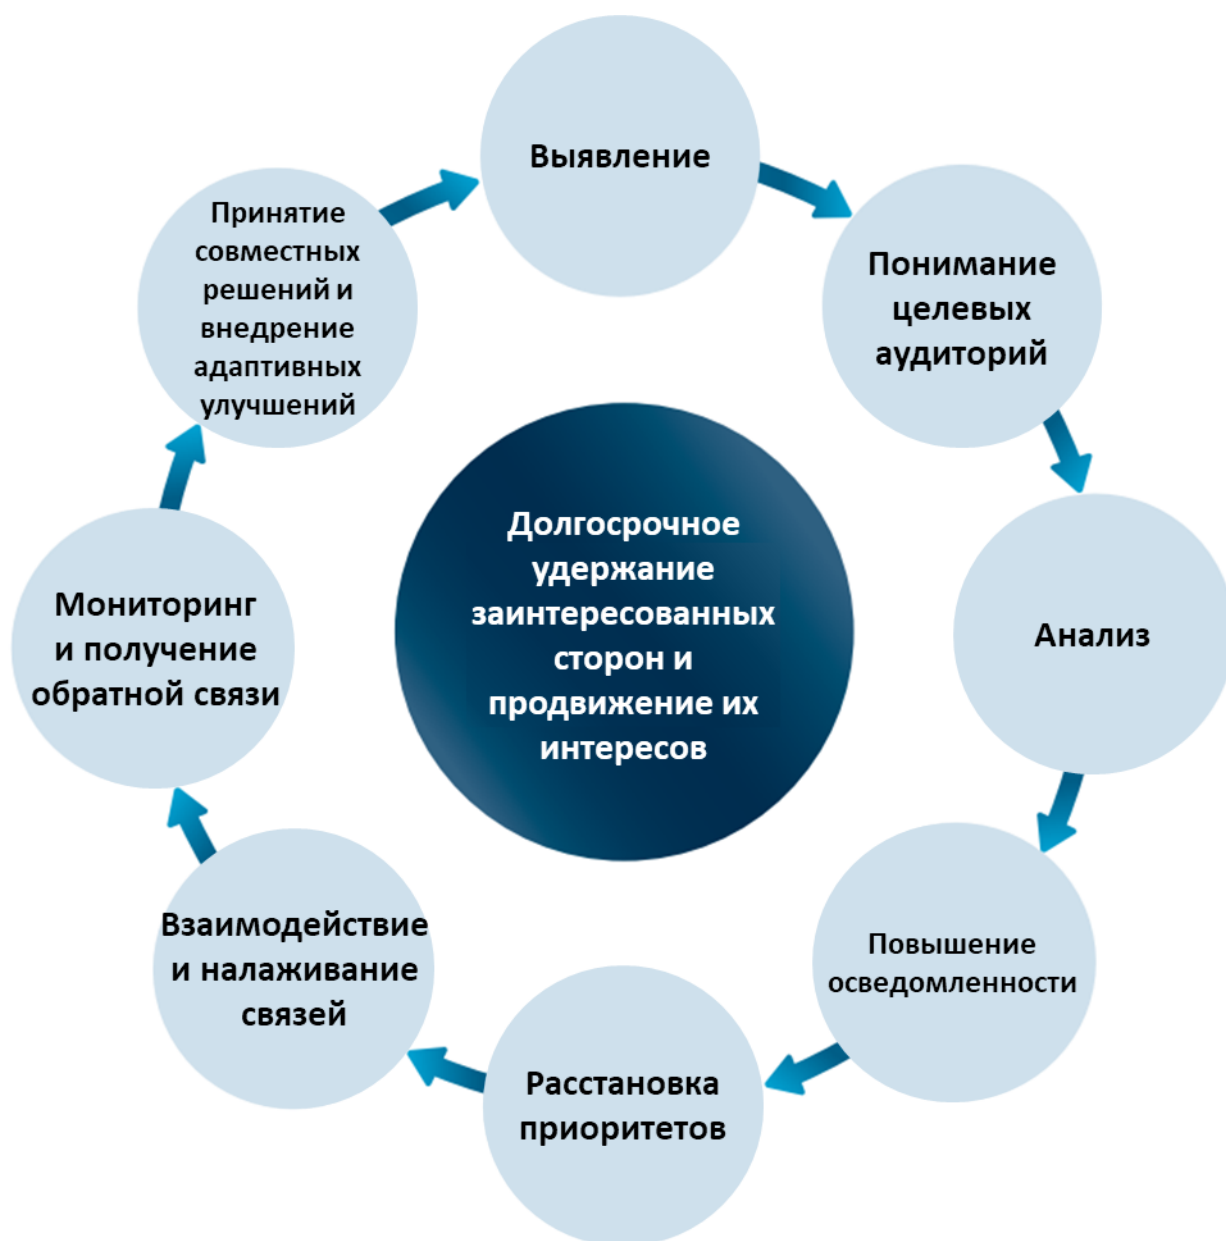 Выявление
Понимание
целевых
аудиторий
Анализ
Повышение
осведомленности
Расстановка
приоритетов
Взаимодействие
и налаживание
связей
Мониторинг
и получение
обратной связи
Принятие
совместных
решений и
внедрение
адаптивных
улучшений
Долгосрочное
удержание
заинтересованных
сторон и
продвижение их
интересов